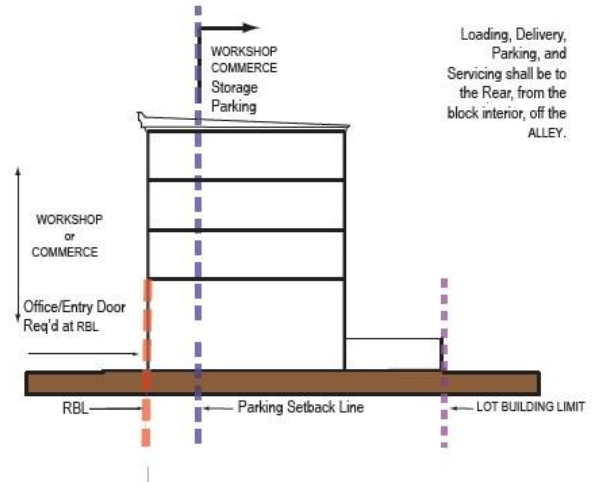 WORKSHOP
COMMERCE
Storage
Parking
Loading, Delivery,
Parking, and
Servicing shall be to
the Rear, from the
block interior, off the
ALLEY.
WORKSHOP
or
COMMERCE
Office/Entry Door
Req'd at RBL
RBL
Parking Setback Line
LOT BUILDING LIMIT